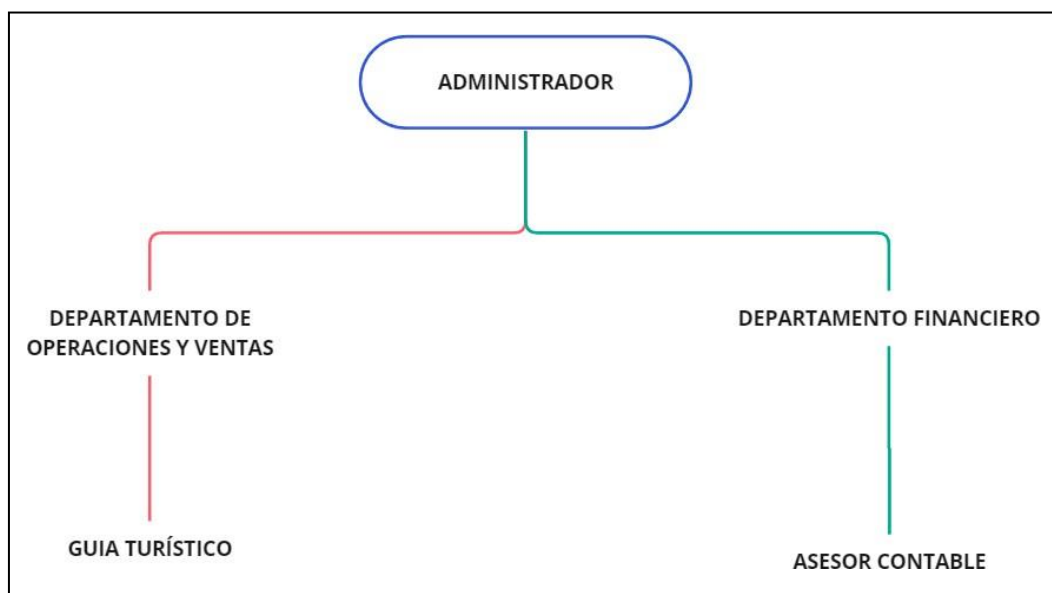 ADMINISTRADOR
DEPARTAMENTO DE
OPERACIONES Y VENTAS
DEPARTAMENTO FINANCIERO
GUIA TURÍSTICO
ASESOR CONTABLE